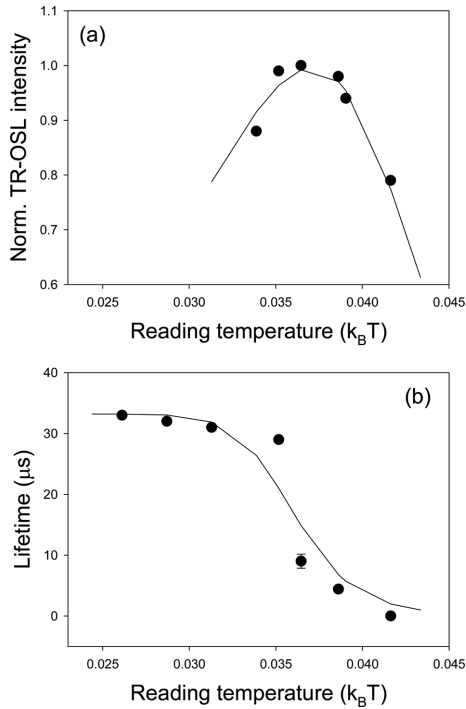 (a)
Norm. TR-OSL intensity
1.1
1.0
0.9
0.8
0.7
0.6
0.025 0.030 0.035 0.040 0.045
Reading temperature (k_BT)
(b)
Lifetime (μs)
40
30
20
10
0
0.025 0.030 0.035 0.040 0.045
Reading temperature (k_BT)